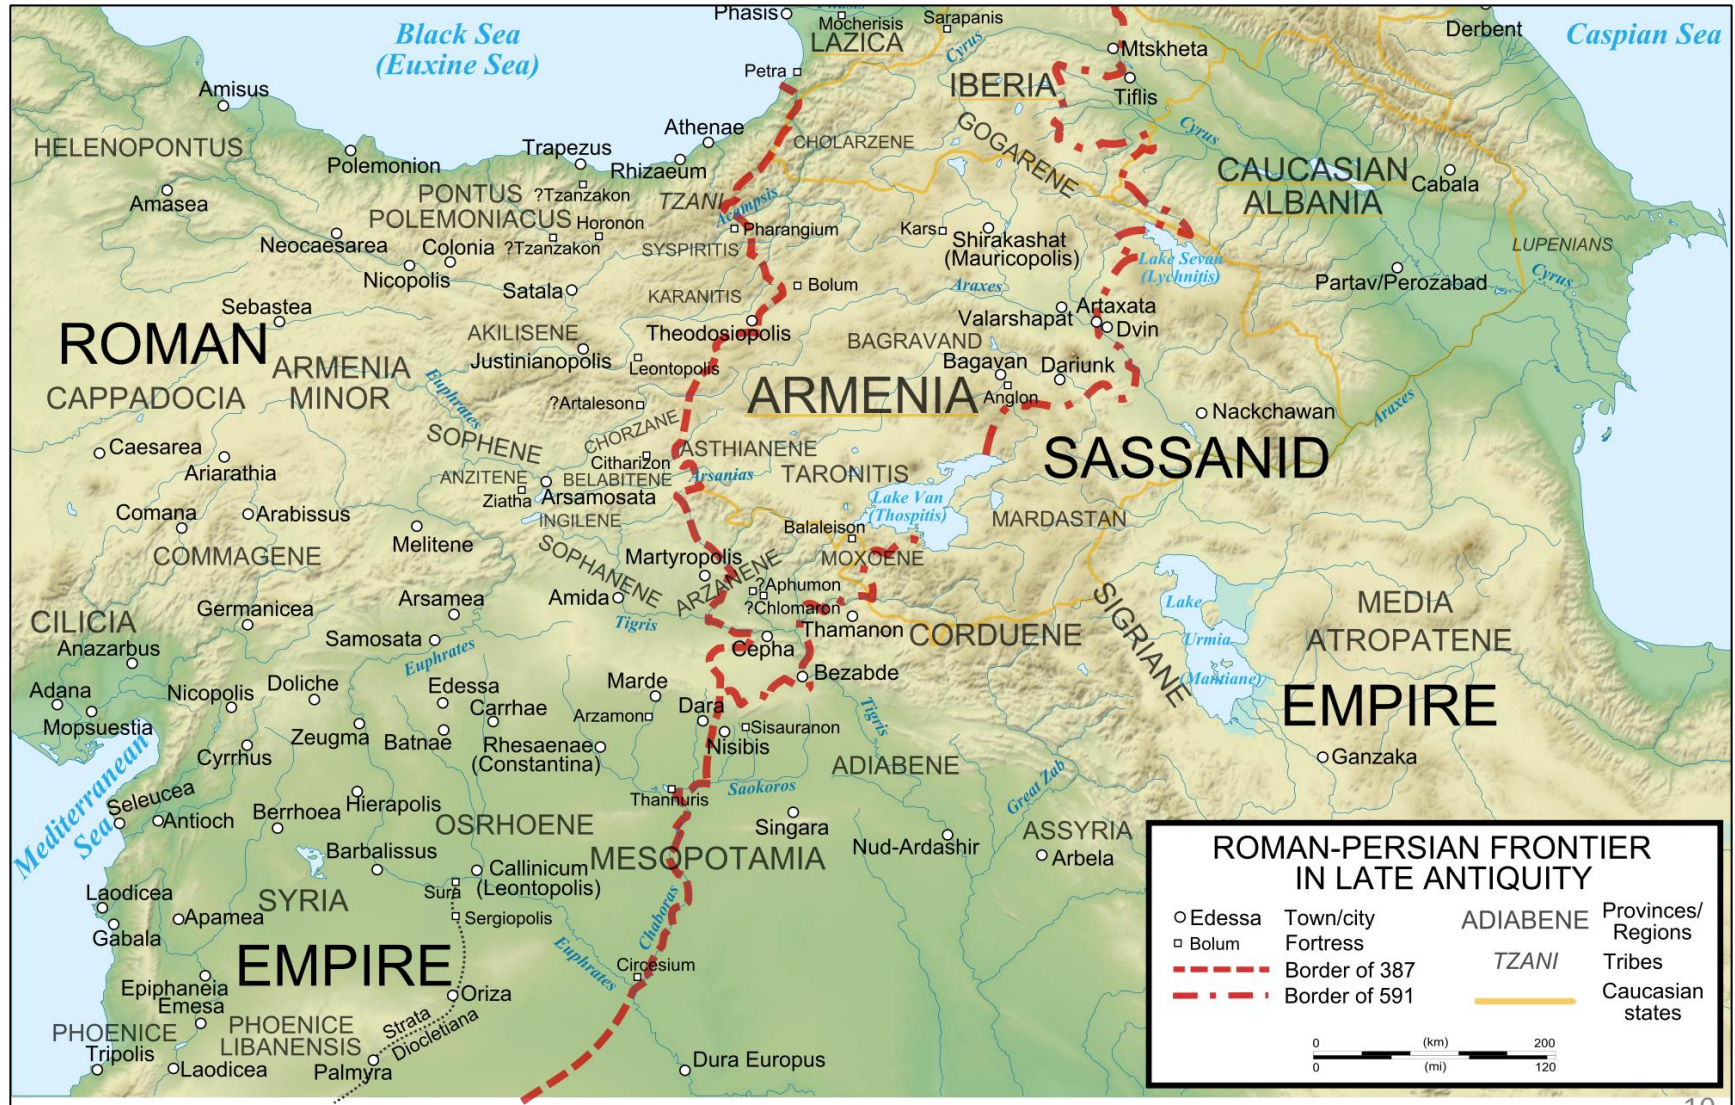 Phasis
Mocherisis
Sarapanis
LAZICA
Cyrus
Derbent
Caspian Sea
Black Sea
(Euxine Sea)
Mtskheta
Petra
IBERIA
Tiflis
Amisus
Athenae
CHOLARZENE
GOGARENE
Cyrus
HELENOPONTUS
Polemonion
Trapezus
Rhizaeum
CAUCASIAN
ALBANIA
Cabala
Amasea
PONTUS
POLEMONIACUS
?Tzanzakon
TZANI
Acampsis
Horonon
Pharangium
Kars
Shirakashat
(Mauricopolis)
LUPENIANS
Neocaesarea
Colonia
?Tzanzakon
SYSPIRITIS
Lake Sevan
(Lychnitis)
Nicopolis
Satala
KARANITIS
Bolum
Araxes
Partav/Perozabad
Cyrus
Sebastea
Theodosiopolis
Valarshapat
Artaxata
Dvin
ROMAN
AKILISENE
Justinianopolis
Leontopolis
BAGRAVAND
Bagavan
Dariunk
ARMENIA
MINOR
CAPPADOCIA
Euphrates
?Artaleson
ARMENIA
Anglon
Nackchawan
Araxes
Caesarea
SOPHENE
CHORZANE
ASTHIANENE
SASSANID
Ariarathia
Citharizon
ANZITENE
BELABITENE
Arsanias
TARONITIS
Ziatha
Arsamosata
Lake Van
(Thospitis)
Comana
Arabissus
INGILENE
Balaleison
MARDASTAN
Melitene
SOPHANENE
Martyropolis
ARZANENE
MOXOENE
COMMAGENE
?Aphumon
?Chlomaron
SIGRIANE
Lake
Urmia
(Mantiane)
MEDIA
ATROPATENE
CILICIA
Anazarbus
Germanicea
Arsamea
Amida
Tigris
Thamanon
CORDUENE
Samosata
Euphrates
Cepha
Bezabde
EMPIRE
Adana
Mopsuestia
Nicopolis
Doliche
Edessa
Carrhae
Marde
Arzamon
Dara
Sisauranon
Tigris
Zeugma
Batnae
Rhesaenae
(Constantina)
Nisibis
Ganzaka
Mediterranean
Sea
Cyrrhus
ADIABENE
Great Zab
Seleucea
Antioch
Berrhoea
Hierapolis
Thannuris
Saokoros
OSRHOENE
Singara
Nud-Ardashir
ASSYRIA
Arbela
Barbalissus
MESOPOTAMIA
Callinicum
(Leontopolis)
Laodicea
SYRIA
Sura
Sergiopolis
Chaboras
Gabala
Apamea
EMPIRE
Euphrates
Circesium
Epiphaneia
Emesa
Oriza
PHOENICE
PHOENICE
LIBANENSIS
Strata
Diocletiana
Tripolis
Laodicea
Palmyra
Dura Europus
ROMAN-PERSIAN FRONTIER
IN LATE ANTIQUITY
Edessa Town/city
Bolum Fortress
Border of 387
Border of 591
ADIABENE Provinces/
Regions
TZANI Tribes
Caucasian
states
0 (km) 200
0 (mi) 120